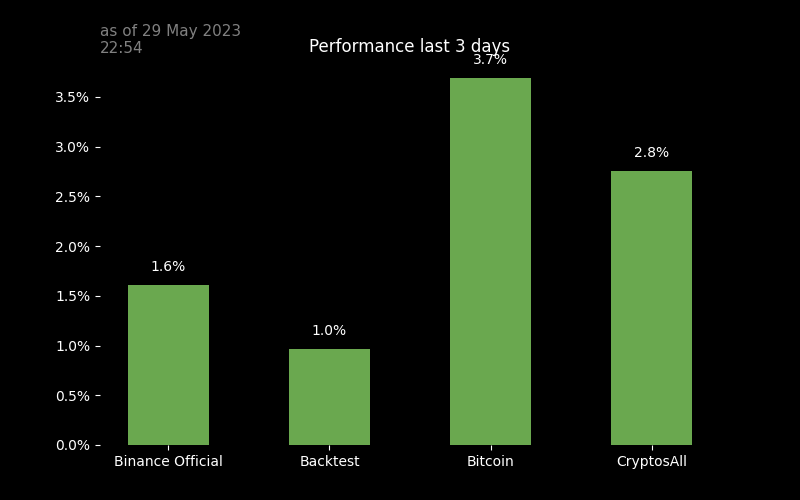 as of 29 May 2023
22:54
Performance last 3 days
3.7%
3.5%
3.0%
2.8%
2.5%
2.0%
1.6%
1.5%
1.0%
1.0%
0.5%
0.0%
Binance Official
Backtest
Bitcoin
CryptosAll